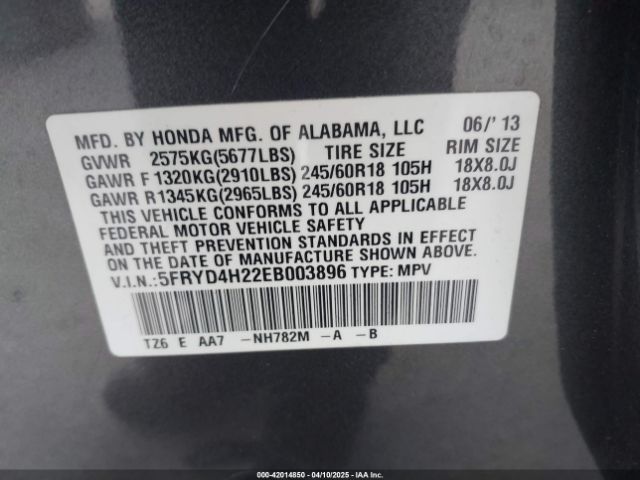 MFD. BY HONDA MFG. OF ALABAMA, LLC 06/'13
GVWR 2575KG(5677LBS) TIRE SIZE RIM SIZE
GAWR F 1320KG(2910LBS) 245/60R18 105H 18X8.0J
GAWR R 1345KG(2965LBS) 245/60R18 105H 18X8.0J
THIS VEHICLE CONFORMS TO ALL APPLICABLE
FEDERAL MOTOR VEHICLE SAFETY
AND THEFT PREVENTION STANDARDS IN EFFECT
ON THE DATE OF MANUFACTURE SHOWN ABOVE.
V.I.N.:5FRYD4H22EB003896 TYPE: MPV
TZ6 E AA7 -NH782M -A -B
000-42014850 - 04/10/2025 - IAAI, Inc.